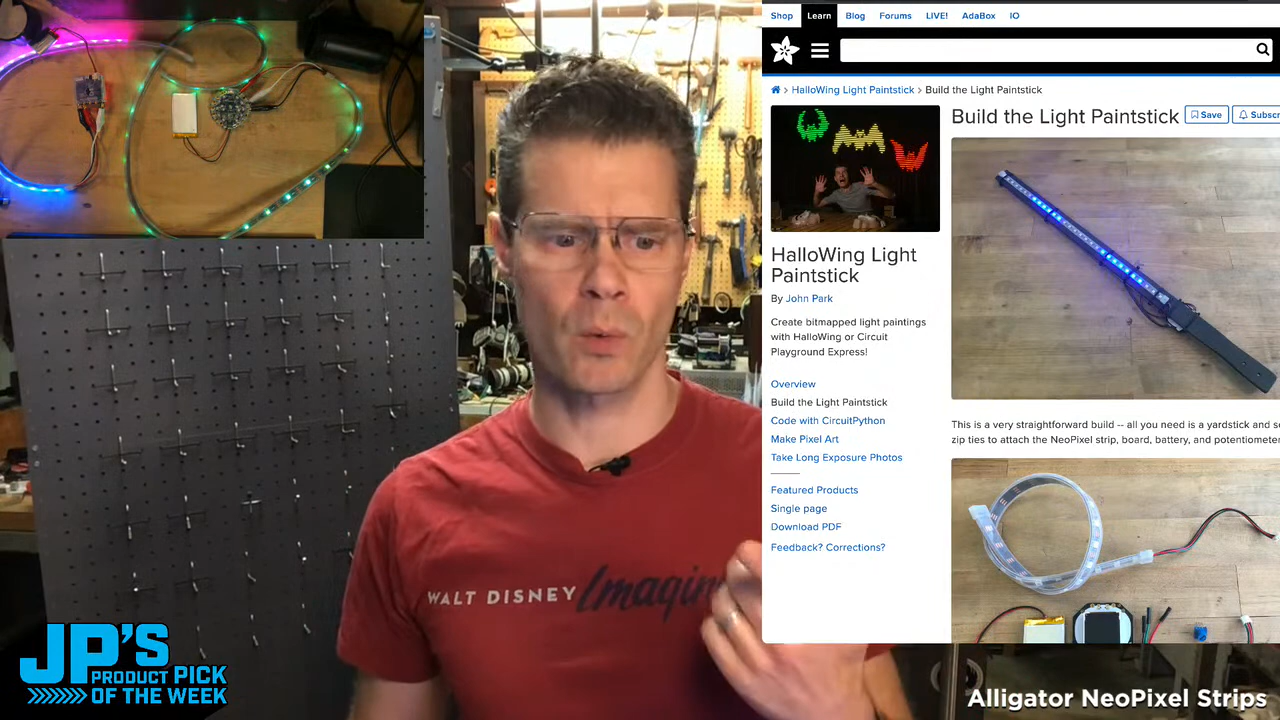 Shop Learn Blog Forums LIVE! AdaBox IO
HalloWing Light Paintstick Build the Light Paintstick
Build the Light Paintstick
Save
HalloWing Light
Paintstick
By John Park
Create bitmapped light paintings
with HalloWing or Circuit
Playground Express!
Overview
Build the Light Paintstick
Code with CircuitPython
Make Pixel Art
Take Long Exposure Photos
Featured Products
Single page
Download PDF
Feedback? Corrections?
This is a very straightforward build -- all you need is a yardstick and
zip ties to attach the NeoPixel strip, board, battery, and
WALT DISNEY
JP'S
PRODUCT PICK
OF THE WEEK
Alligator NeoPixel Strips